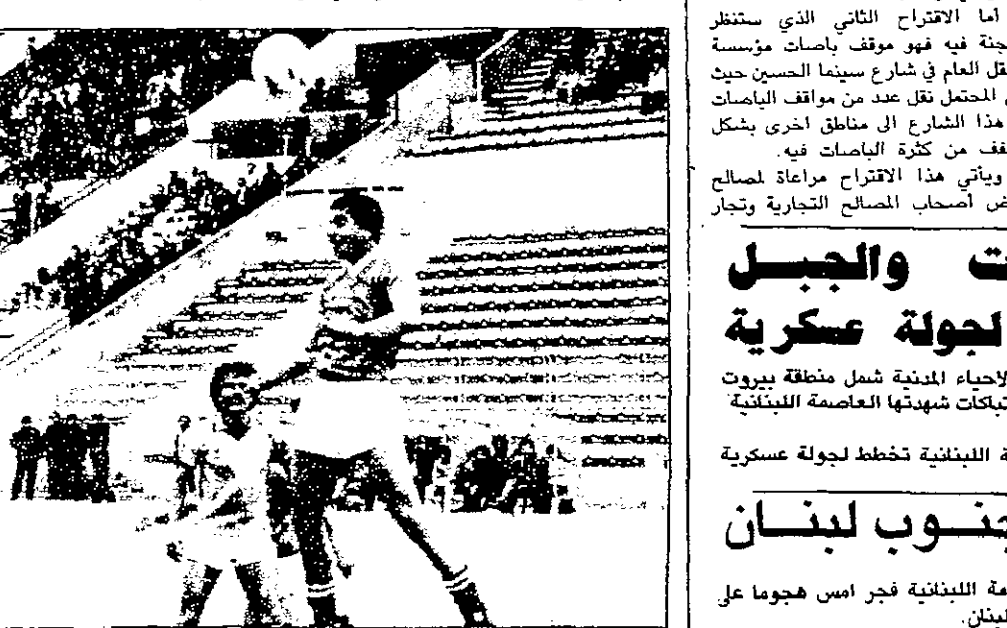 أما الاقتراح الثاني الذي ستنظر
جنة فيه فهو موقف باصات مؤسسة
قل العام في شارع سينما الحسين حيث
المحتمل نقل عدد من مواقف الباصات
هذا الشارع الى مناطق اخرى بشكل
فف من كثرة الباصات فيه.
ويأتي هذا الاقتراح مراعاة لمصالح
ض أصحاب المصالح التجارية وتجار
ت والجبـــل
لجولة عسكرية
لاحياء المدنية شمل منطقة بيروت
تباكات شهدتها العاصمة اللبنانية
ة اللبنانية تخطط لجولة عسكرية
جنـــوب لبنـــان
مة اللبنانية فجر امس هجوما على
لبنان.